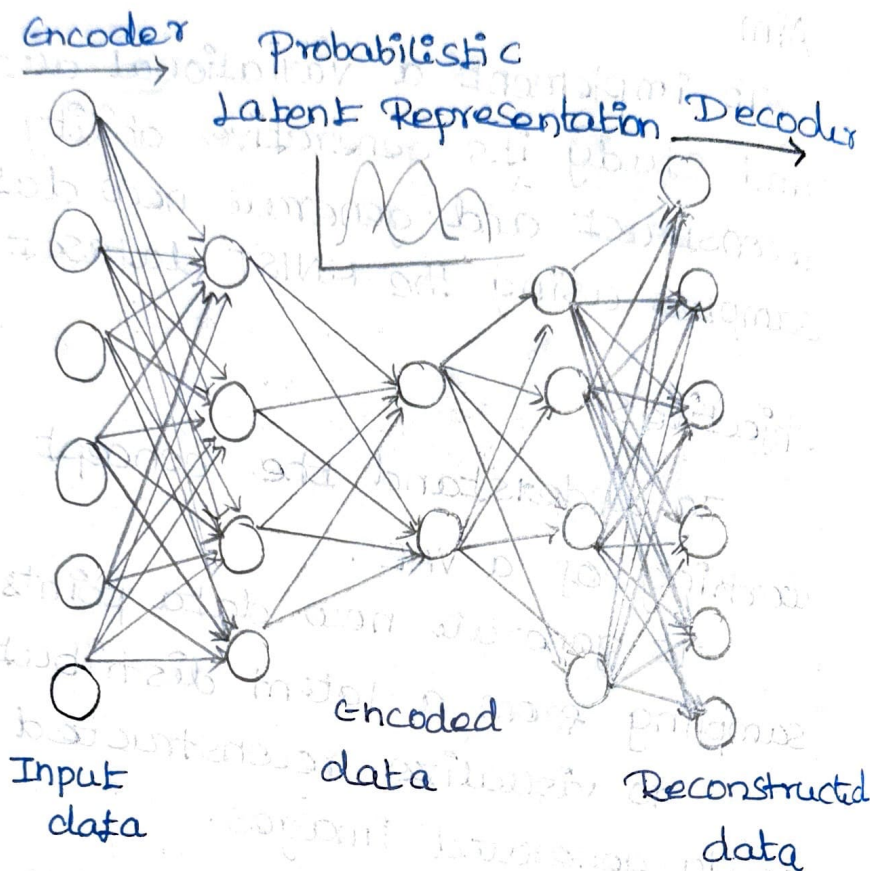 Encoder
Probabilistic
Latent Representation
Decoder
Encoded
data
Input
data
Reconstructed
data